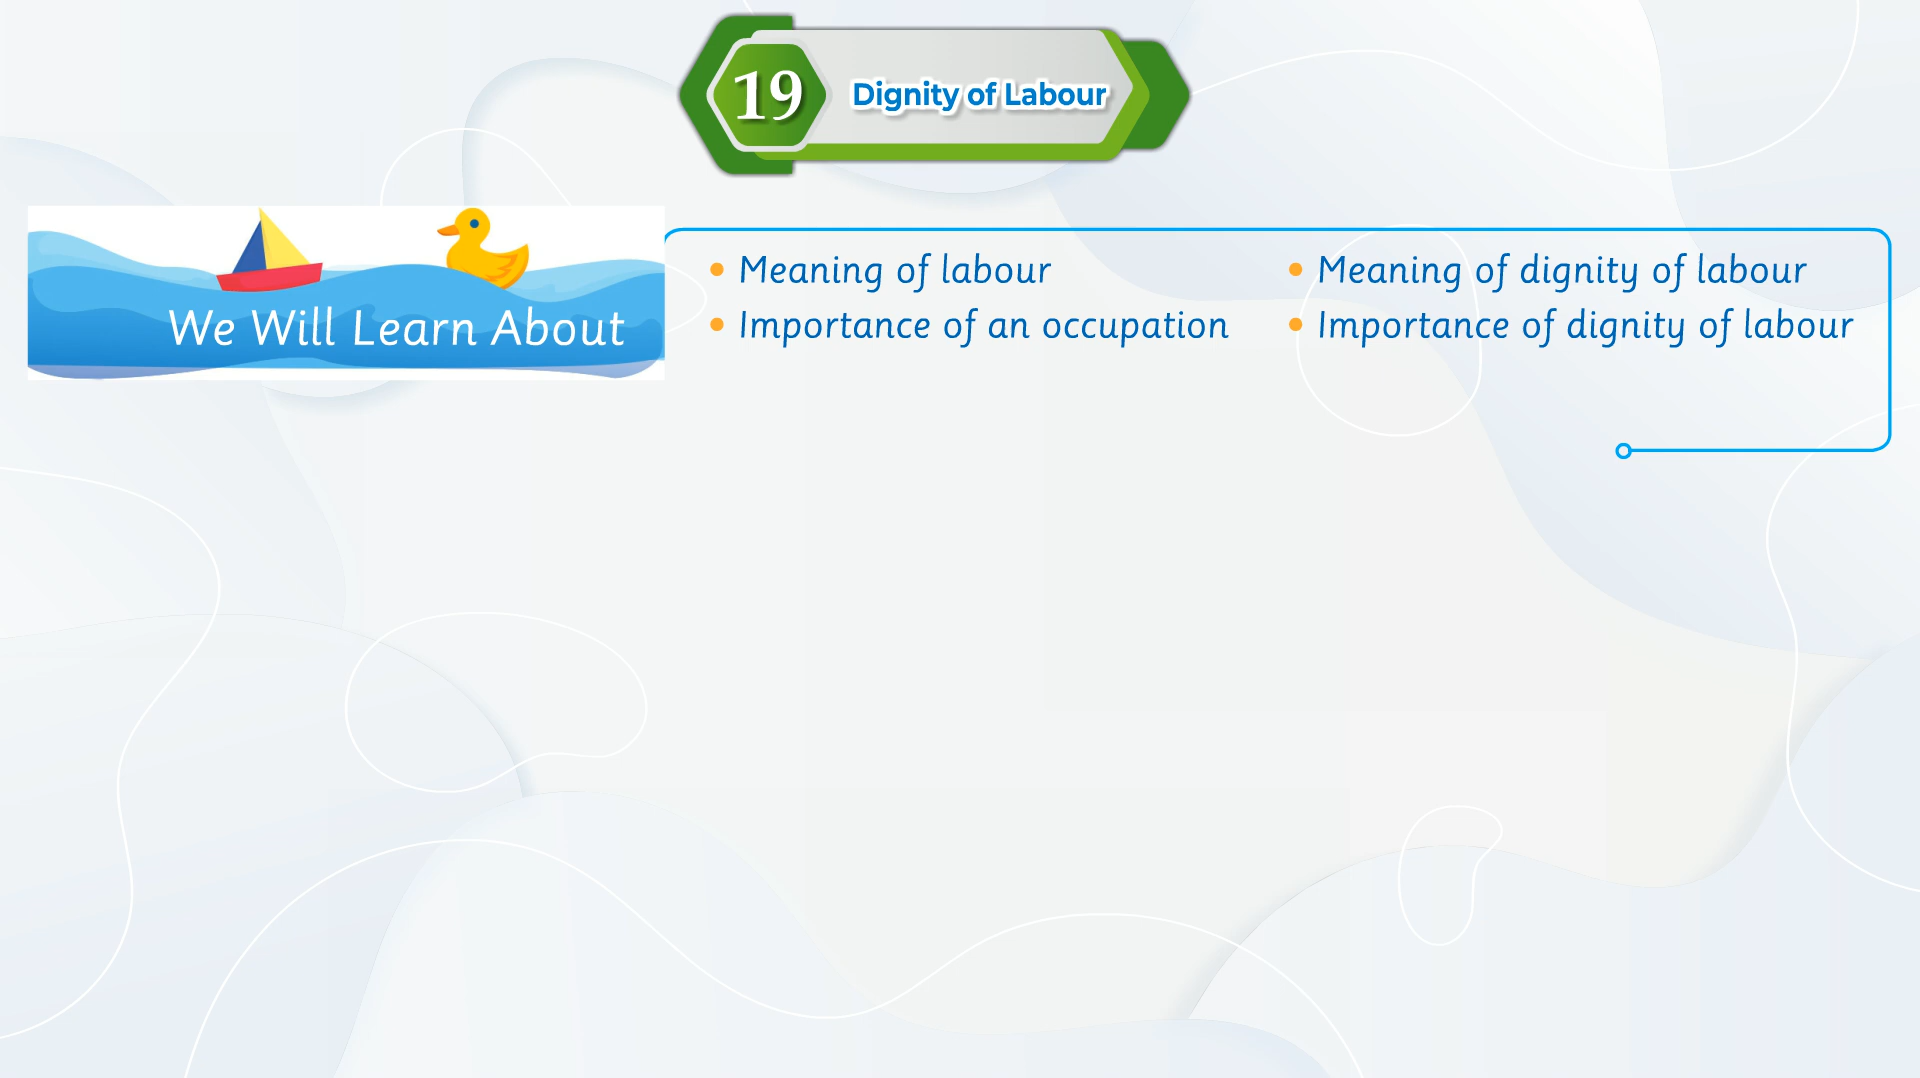 19 Dignity of Labour
We Will Learn About
• Meaning of labour
• Importance of an occupation
• Meaning of dignity of labour
• Importance of dignity of labour